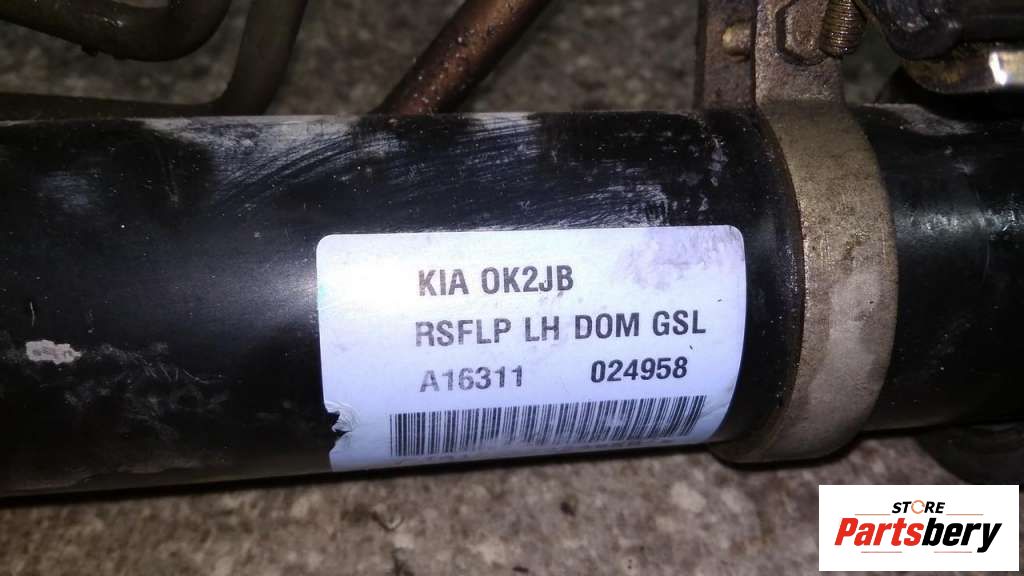 KIA OK2JB
RSFLP LH DOM GSL
A16311 024958
STORE
Partsbery